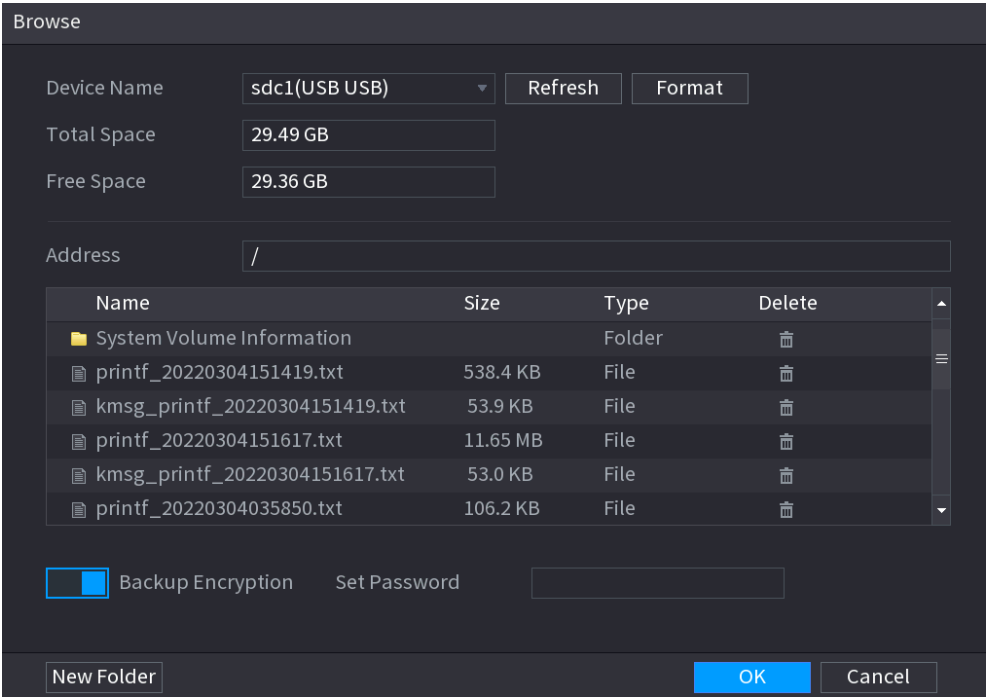 Browse
Device Name sdc1(USB USB) Refresh Format
Total Space 29.49 GB
Free Space 29.36 GB
Address /
Name Size Type Delete
System Volume Information Folder
printf_20220304151419.txt 538.4 KB File
kmsg_printf_20220304151419.txt 53.9 KB File
printf_20220304151617.txt 11.65 MB File
kmsg_printf_20220304151617.txt 53.0 KB File
printf_20220304035850.txt 106.2 KB File
Backup Encryption Set Password
New Folder OK Cancel